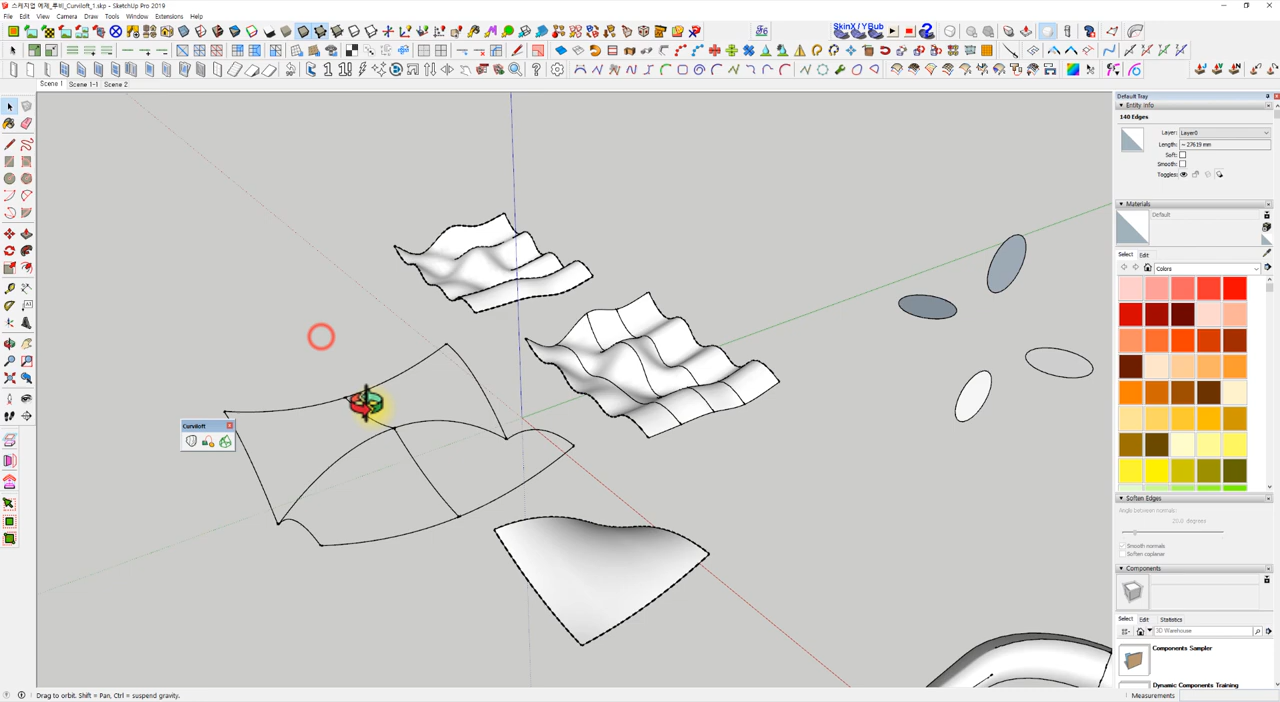 스케치업 예제_루비_Curviloft_1.skp - SketchUp Pro 2019
File Edit View Camera Draw Tools Window Extensions Help
SkinX/YBub
Scene 1 Scene 1-1 Scene 2
Default Tray
Entity Info
140 Edges
Layer: Layer0
Length: ~ 27619 mm
Soft:
Smooth:
Toggles:
Materials
Default
Select Edit
Colors
Curviloft
Soften Edges
Angle between normals:
20.0 degrees
Smooth normals
Soften coplanar
Components
Select Edit Statistics
3D Warehouse
Components Sampler
Dynamic Components Training
Drag to orbit. Shift = Pan, Ctrl = suspend gravity.
Measurements